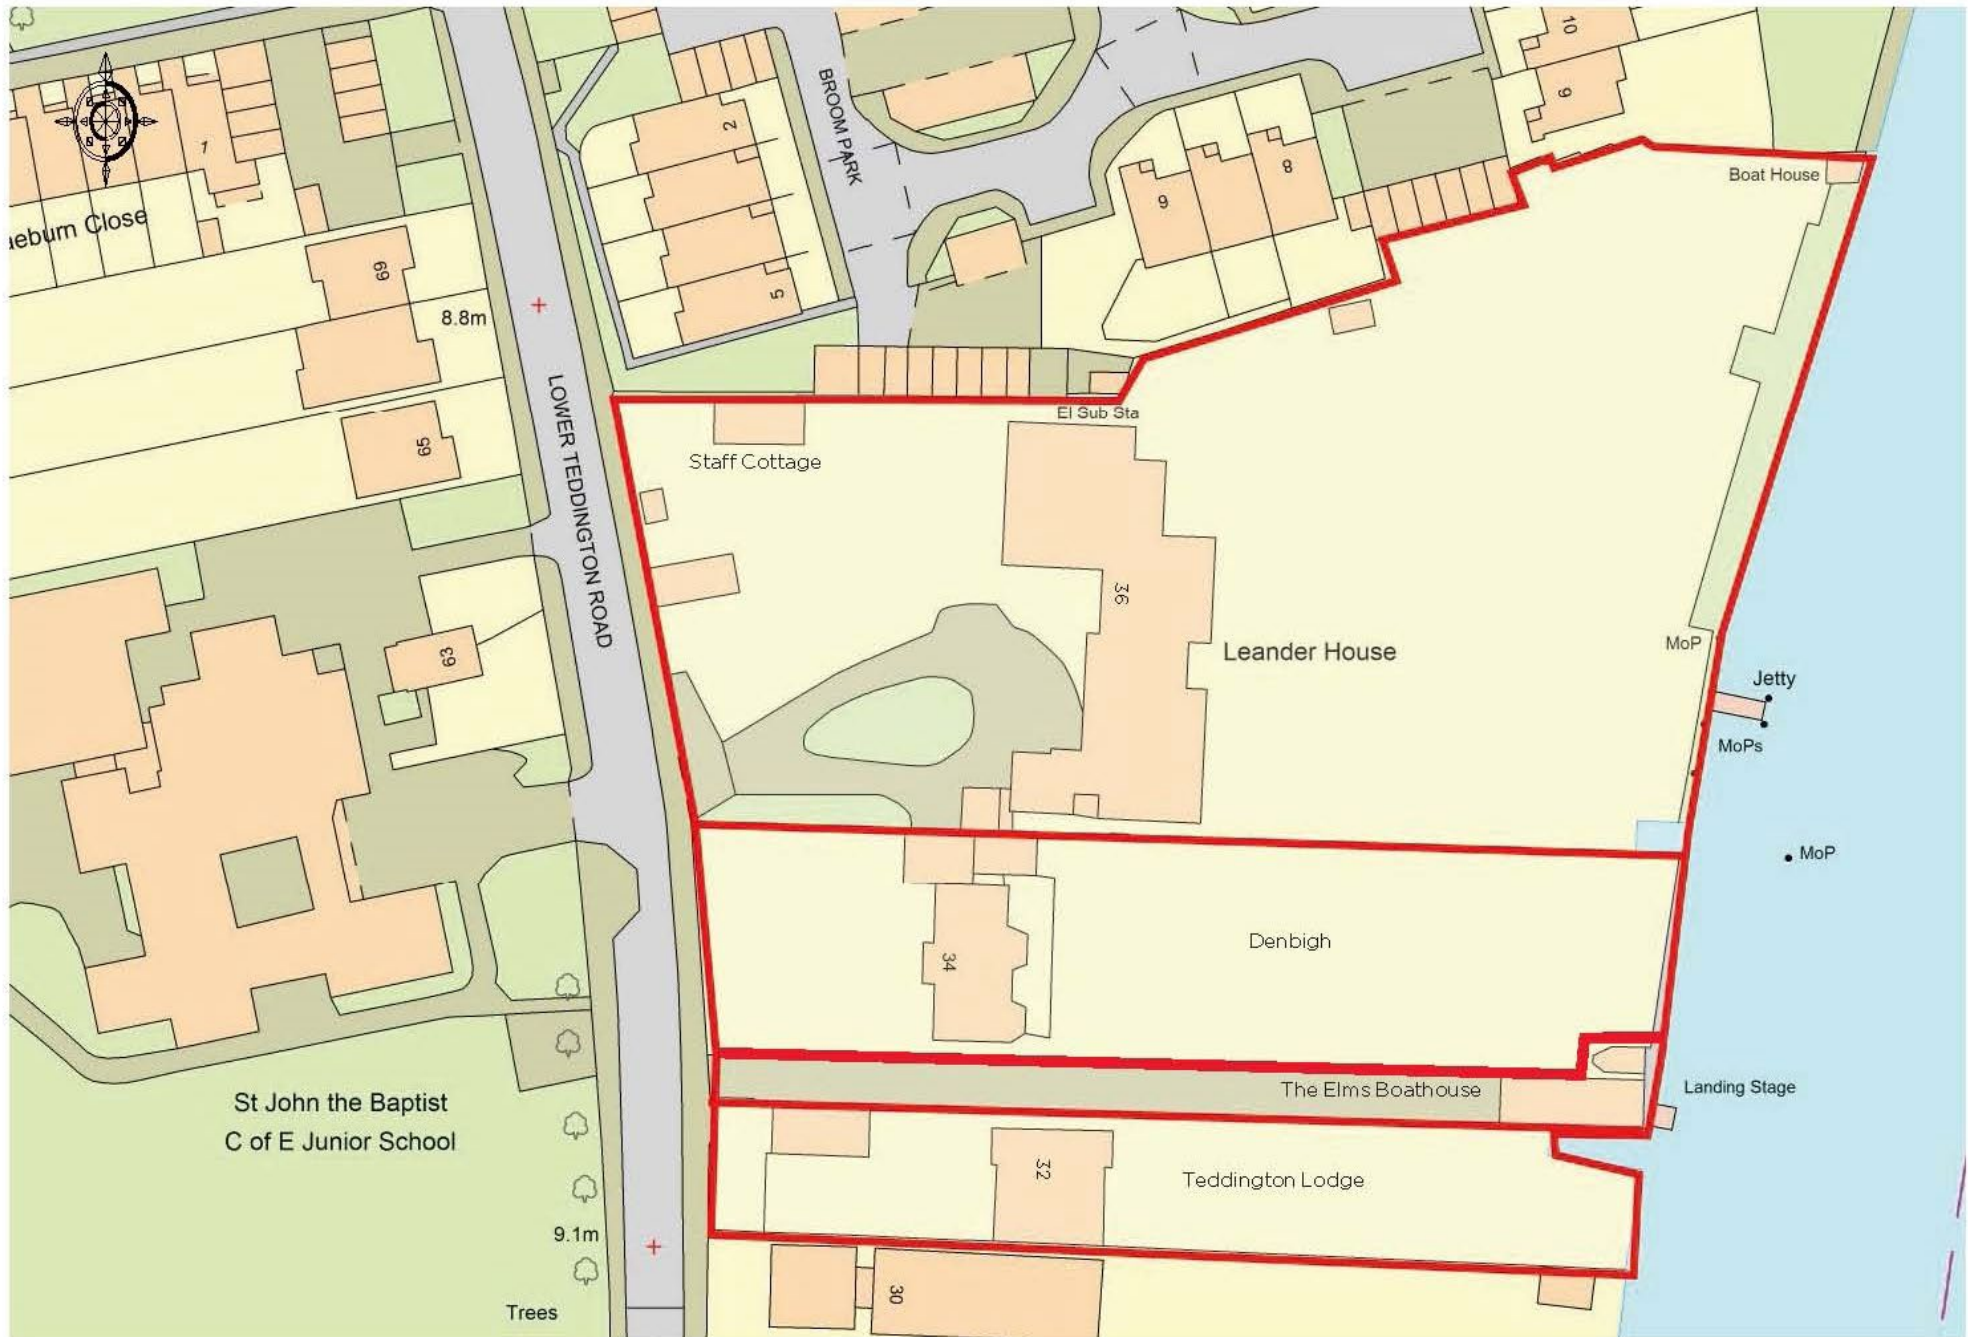 10
9
BROOM PARK
2
1
8
9
Boat House
aeburn Close
69
5
8.8m
El Sub Sta
LOWER TEDDINGTON ROAD
65
Staff Cottage
36
63
Leander House
MoP
Jetty
MoPs
MoP
Denbigh
34
The Elms Boathouse
Landing Stage
St John the Baptist
C of E Junior School
32
Teddington Lodge
9.1m
30
Trees